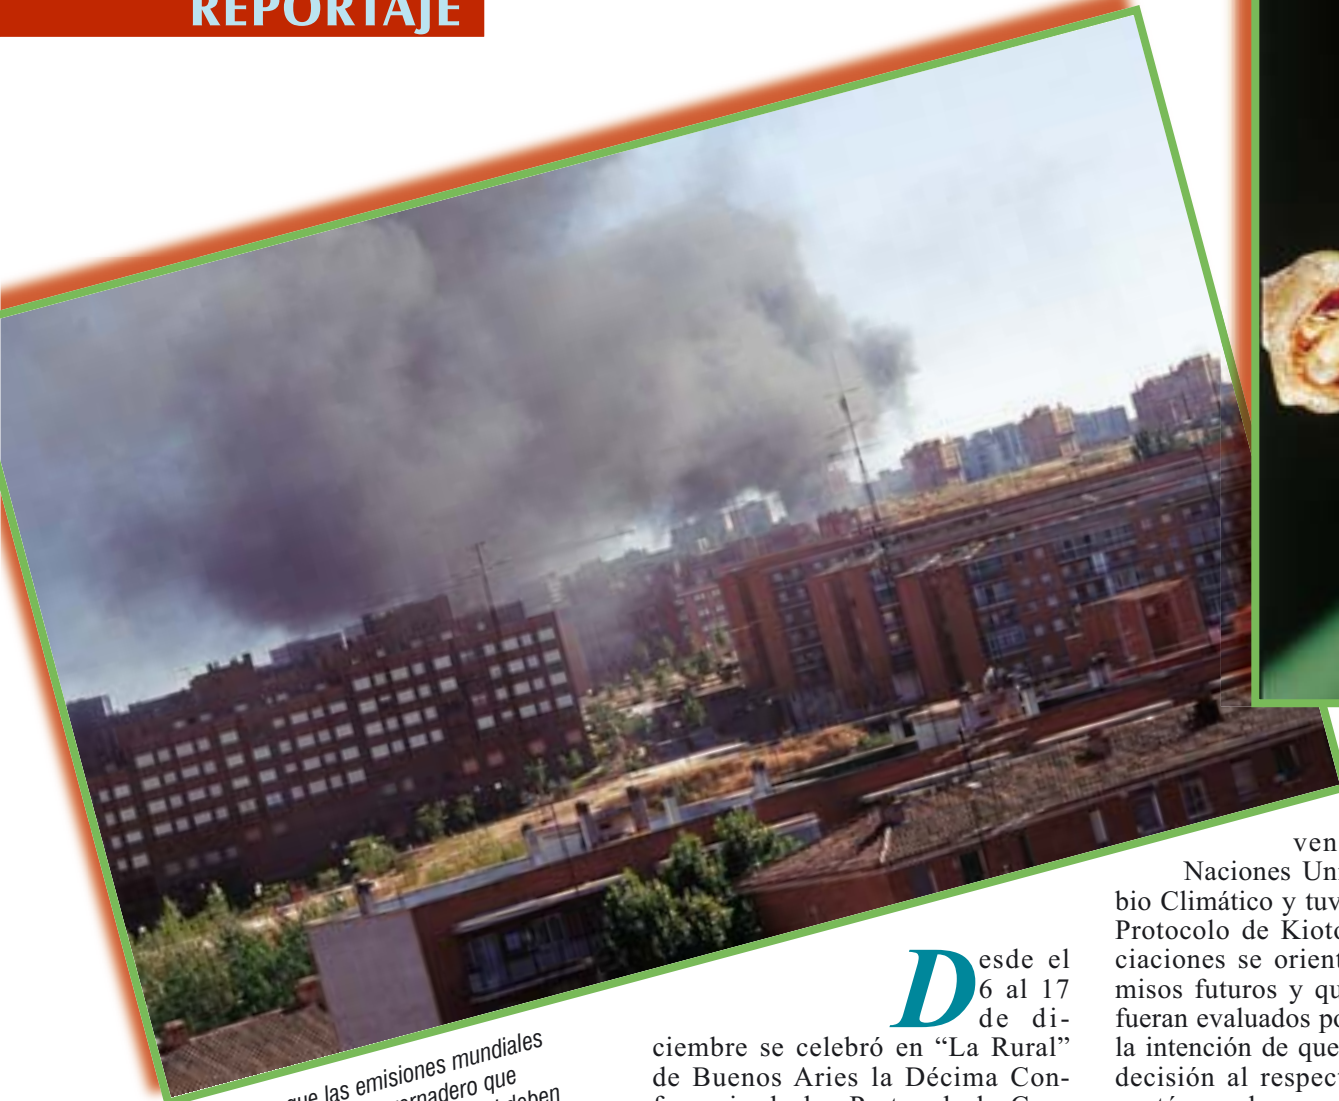 REPORTAJE
que las emisiones mundiales
que
deben
Desde el
6 al 17
de di-
ciembre se celebró en “La Rural”
de Buenos Aries la Décima Con-
ven
Naciones Uni
bio Climático y tuv
Protocolo de Kioto
ciaciones se orient
misos futuros y qu
fueran evaluados po
la intención de que
decisión al respect